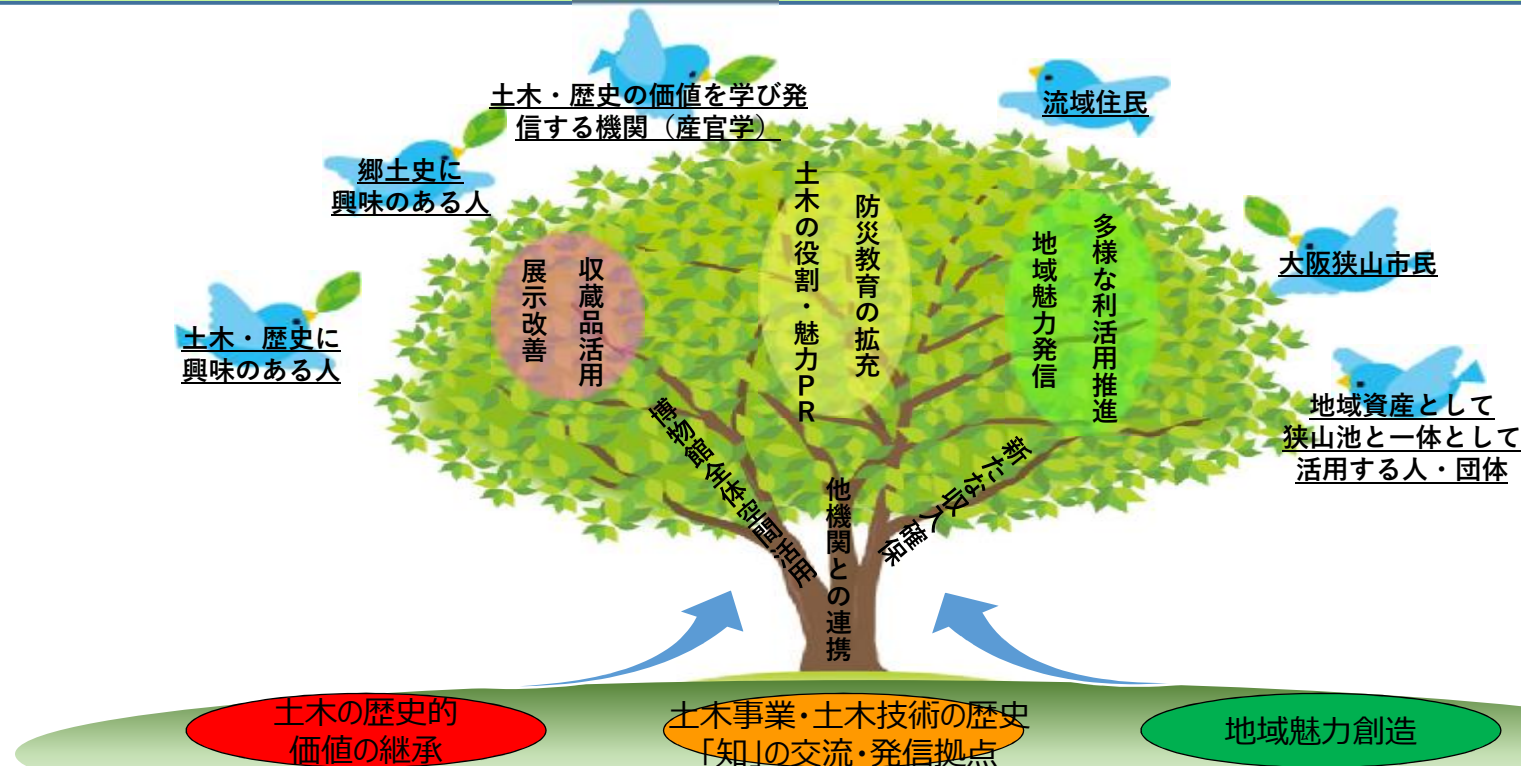 土木・歴史の価値を学び発
信する機関（産官学）
流域住民
郷土史に
興味のある人
大阪狭山市民
土木・歴史に
興味のある人
地域資産として
狭山池と一体として
活用する人・団体
収蔵品活用
展示改善
防災教育の拡充
土木の役割・魅力PR
多様な利活用推進
地域魅力発信
博物館全体空間活用
他機関との連携
新たな収入確保
土木の歴史的
価値の継承
土木事業・土木技術の歴史
「知」の交流・発信拠点
地域魅力創造